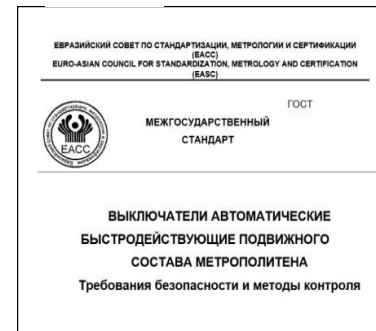 ЕВРАЗИЙСКИЙ СОВЕТ ПО СТАНДАРТИЗАЦИИ, МЕТРОЛОГИИ И СЕРТИФИКАЦИИ
(ЕАСС)
EURO-ASIAN COUNCIL FOR STANDARDIZATION, METROLOGY AND CERTIFICATION
(EASC)
ГОСТ
МЕЖГОСУДАРСТВЕННЫЙ
СТАНДАРТ
ЕАСС
ВЫКЛЮЧАТЕЛИ АВТОМАТИЧЕСКИЕ
БЫСТРОДЕЙСТВУЮЩИЕ ПОДВИЖНОГО
СОСТАВА МЕТРОПОЛИТЕНА
Требования безопасности и методы контроля